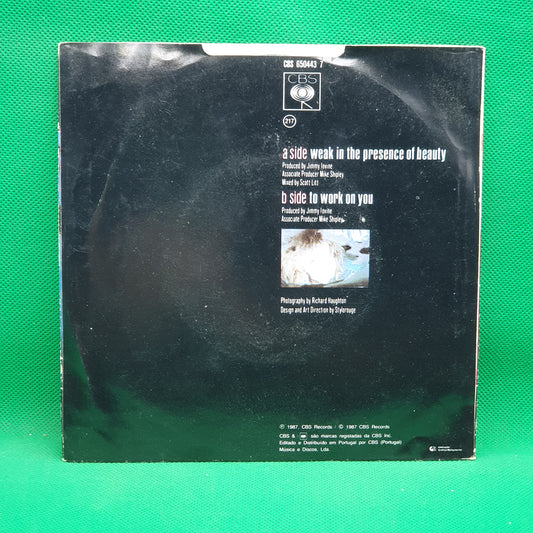 CBS 650443 7
CBS
217
a side weak in the presence of beauty
Produced by Jimmy Iovine
Associate Producer Mike Shipley
Mixed by Scott Litt
b side to work on you
Produced by Jimmy Iovine
Associate Producer Mike Shipley
Photography by Richard Haughton
Design and Art Direction by Stylorouge
℗ 1987, CBS Records / © 1987 CBS Records
CBS & são marcas registadas da CBS Inc.
Editado e Distribuído em Portugal por CBS (Portugal)
Música e Discos, Lda.